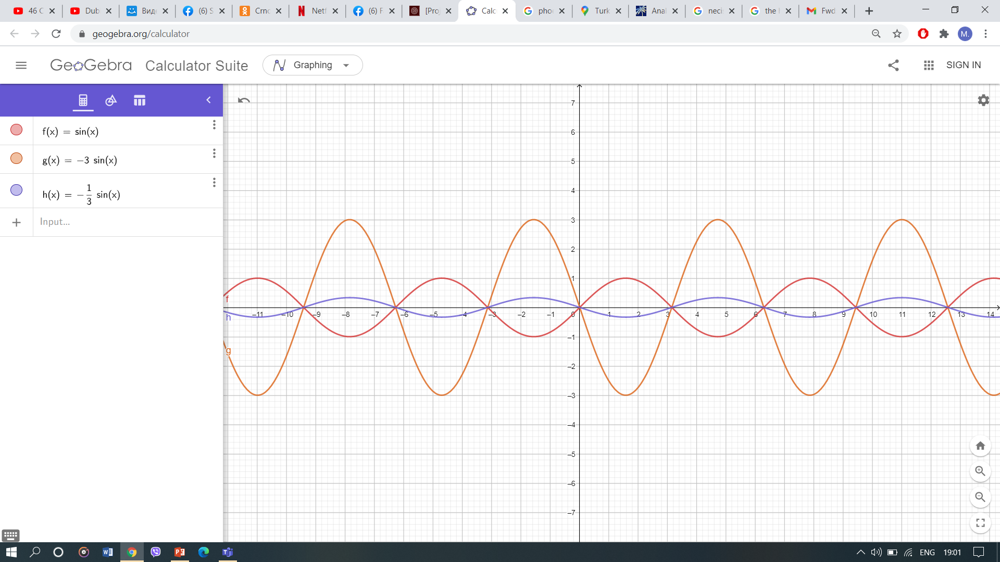 46 C
Dub
Вид
(6) S
Crnc
Netf
(6) F
[Pro
Calc
pho
Turk
Anal
neci
the
Fwd
geogebra.org/calculator
M.
GeoGebra
Calculator Suite
Graphing
SIGN IN
f(x) = sin(x)
g(x) = −3 sin(x)
h(x) = −1/3 sin(x)
Input...
7
6
5
4
3
2
1
f
h
−11 −10 −9 −8 −7 −6 −5 −4 −3 −2 −1 0 1 2 3 4 5 6 7 8 9 10 11 12 13 14
−1
g
−2
−3
−4
−5
−6
−7
ENG
19:01